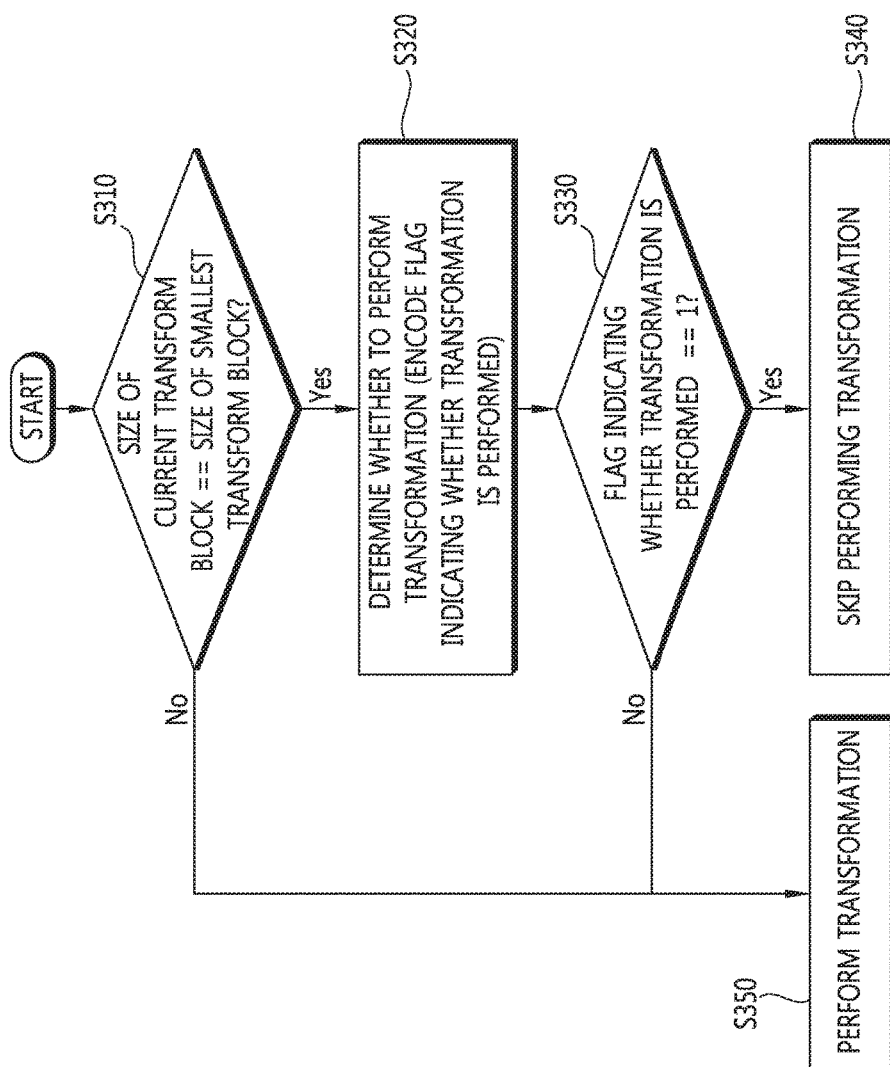 START
S310
SIZE OF
CURRENT TRANSFORM
BLOCK == SIZE OF SMALLEST
TRANSFORM BLOCK?
No
Yes
S320
DETERMINE WHETHER TO PERFORM
TRANSFORMATION (ENCODE FLAG
INDICATING WHETHER TRANSFORMATION
IS PERFORMED)
S330
FLAG INDICATING
WHETHER TRANSFORMATION IS
PERFORMED == 1?
No
Yes
S350
PERFORM TRANSFORMATION
S340
SKIP PERFORMING TRANSFORMATION